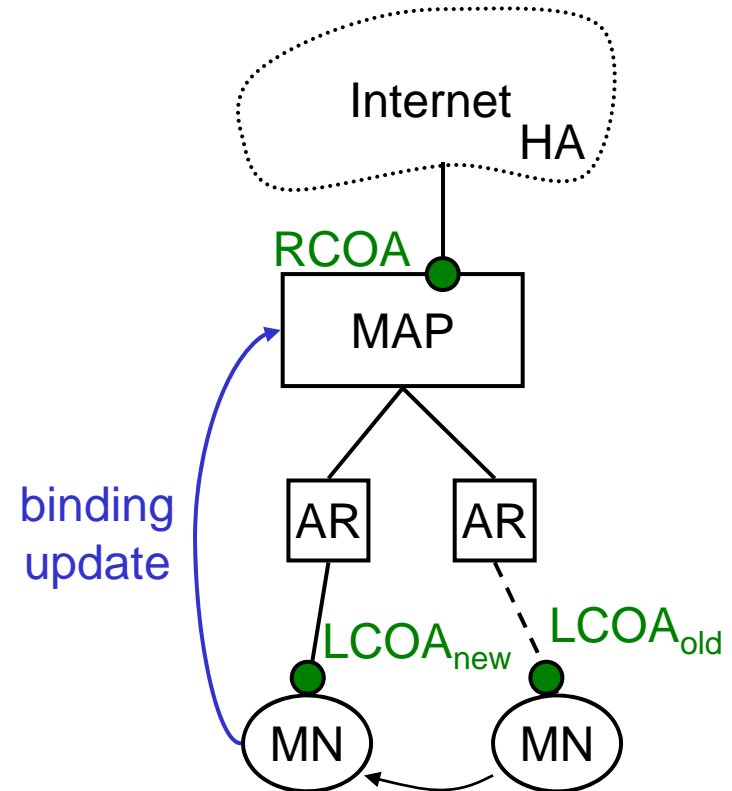 Internet
HA
RCOA
MAP
binding
update
AR
AR
LCOAnew
LCOAold
MN
MN